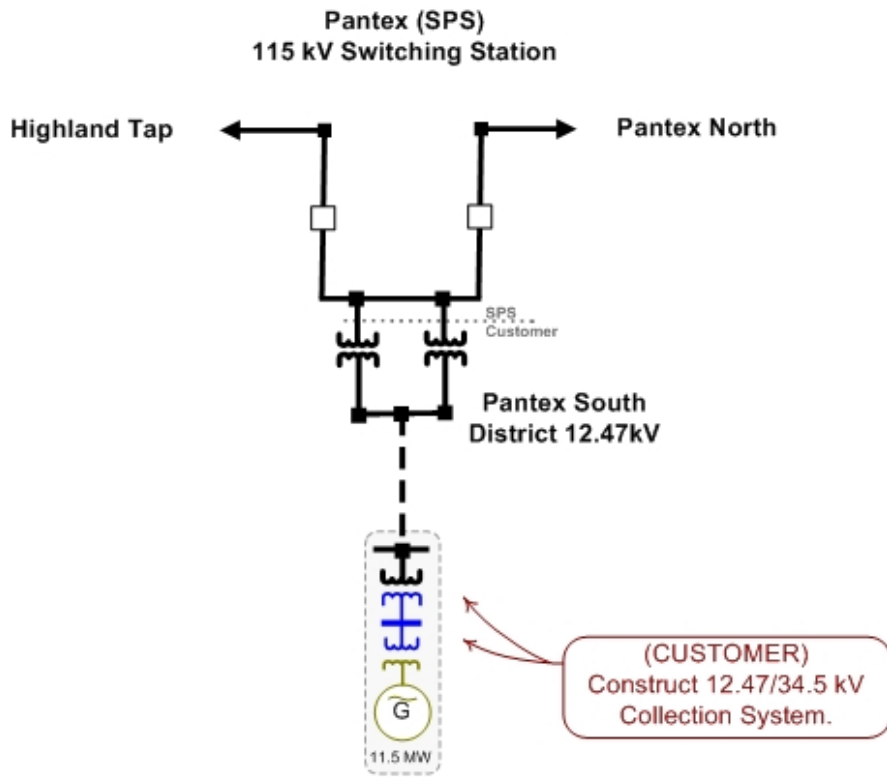 Pantex (SPS)
115 kV Switching Station
Highland Tap
Pantex North
SPS
Customer
Pantex South
District 12.47kV
(CUSTOMER)
Construct 12.47/34.5 kV
Collection System.
G
11.5 MW